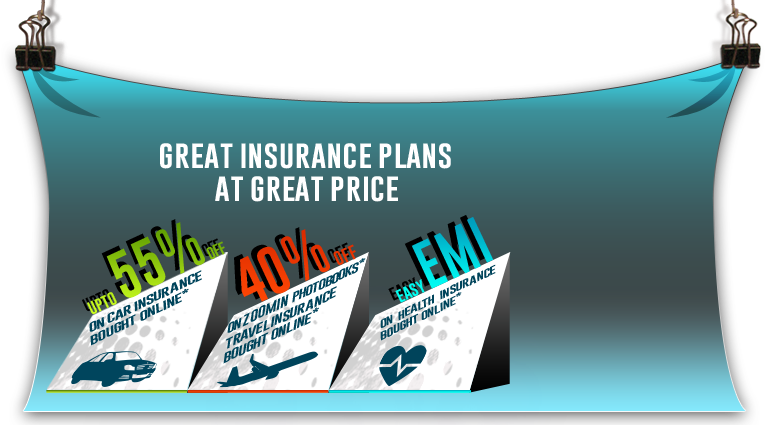 GREAT INSURANCE PLANS
AT GREAT PRICE
UPTO 55% OFF
ON CAR INSURANCE
BOUGHT ONLINE*
40% OFF
ON ZOOMIN PHOTOBOOKS*
TRAVEL INSURANCE
BOUGHT ONLINE*
EASY EMI
ON HEALTH INSURANCE
BOUGHT ONLINE*